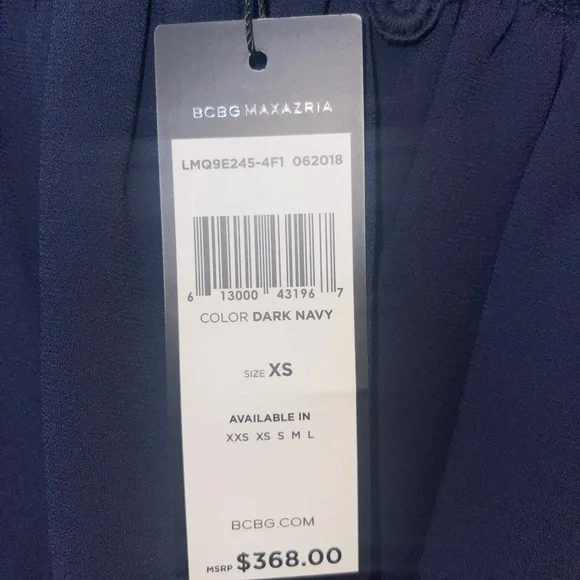 BCBGMAXAZRIA
LMQ9E245-4F1 062018
6 13000 43196 7
COLOR DARK NAVY
SIZE XS
AVAILABLE IN
XXS XS S M L
BCBG.COM
MSRP $368.00